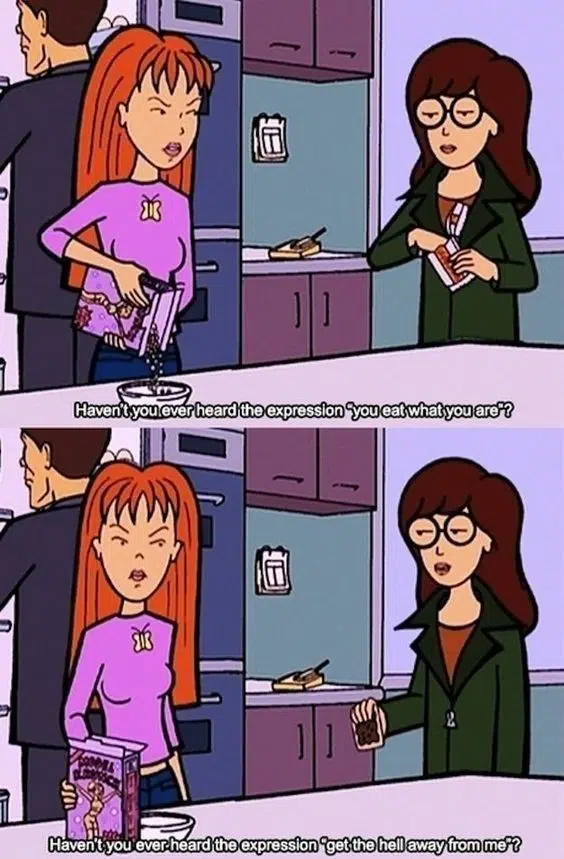 Haven't you ever heard the expression "you eat what you are"?
MODEL
Haven't you ever heard the expression "get the hell away from me"?